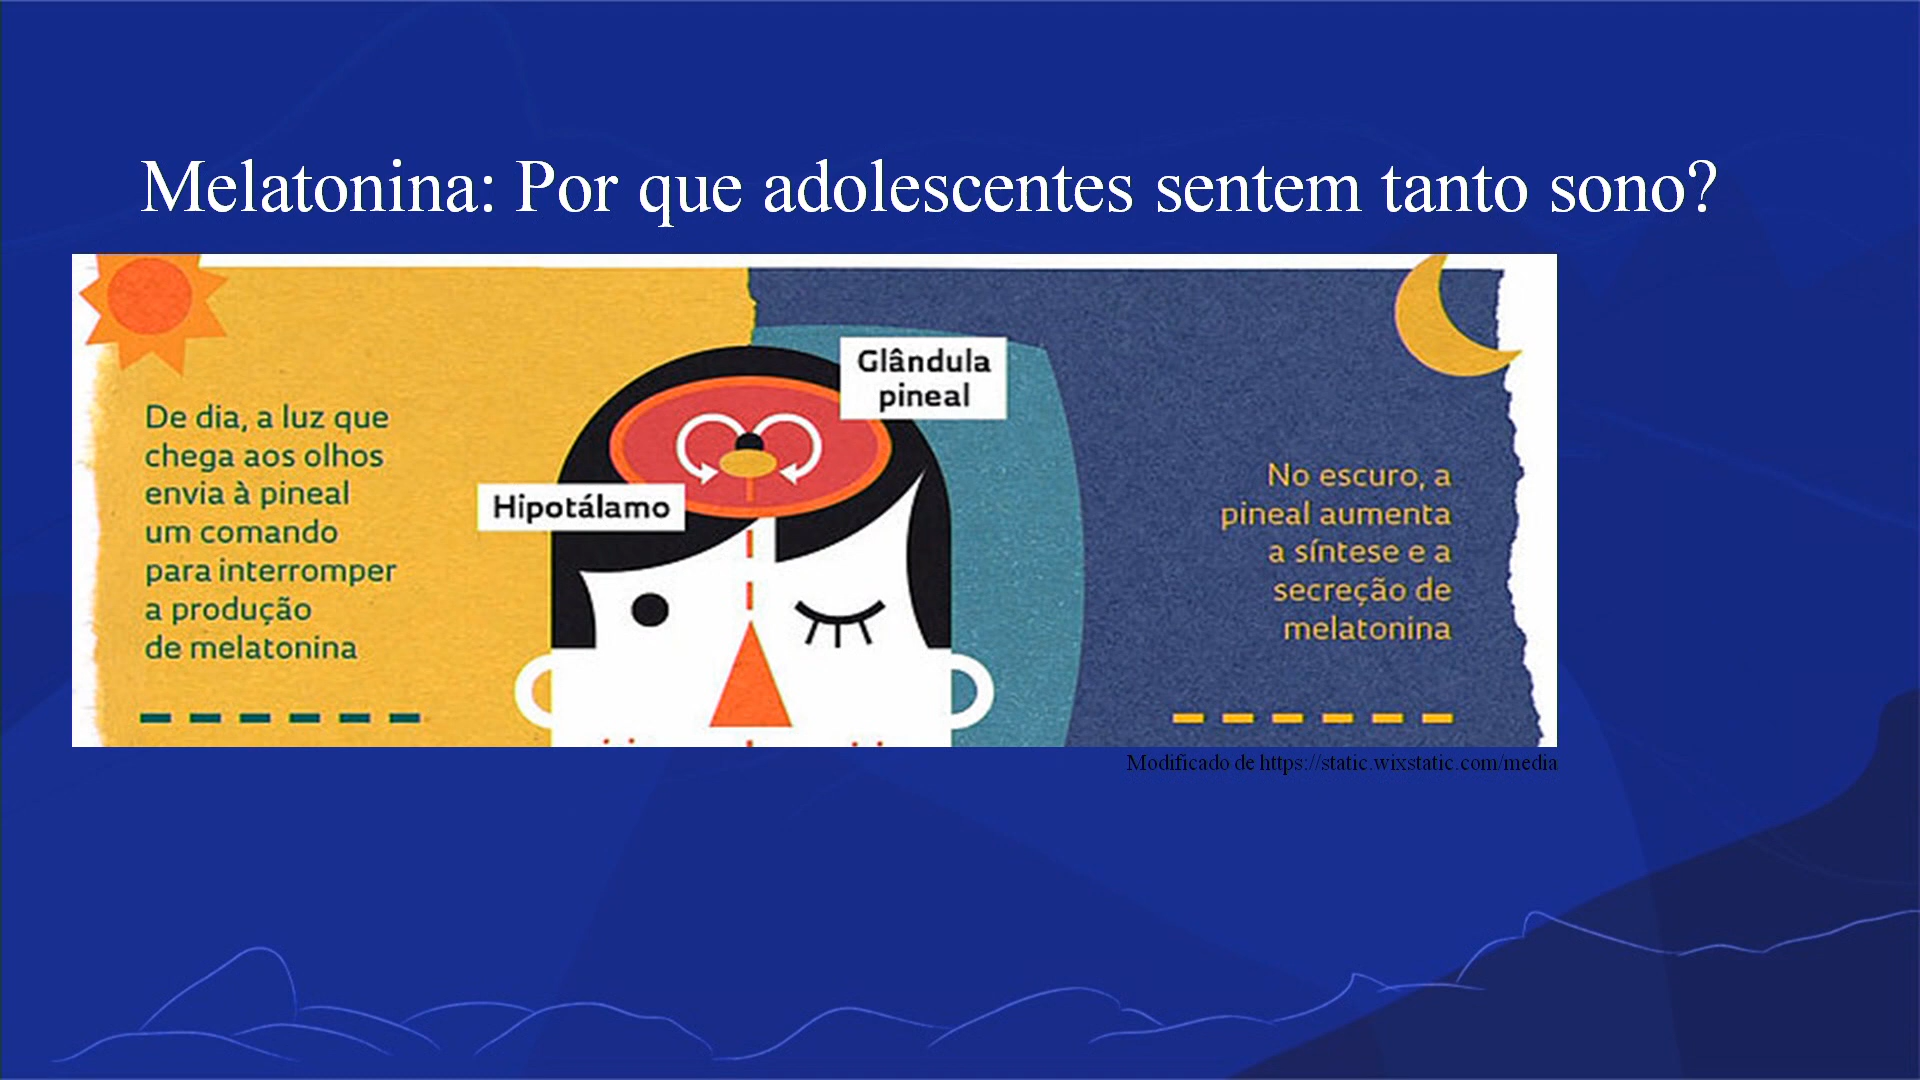 Melatonina: Por que adolescentes sentem tanto sono?
Glândula
pineal
De dia, a luz que
chega aos olhos
envia à pineal
um comando
para interromper
a produção
de melatonina
Hipotálamo
No escuro, a
pineal aumenta
a síntese e a
secreção de
melatonina
Modificado de https://static.wixstatic.com/media